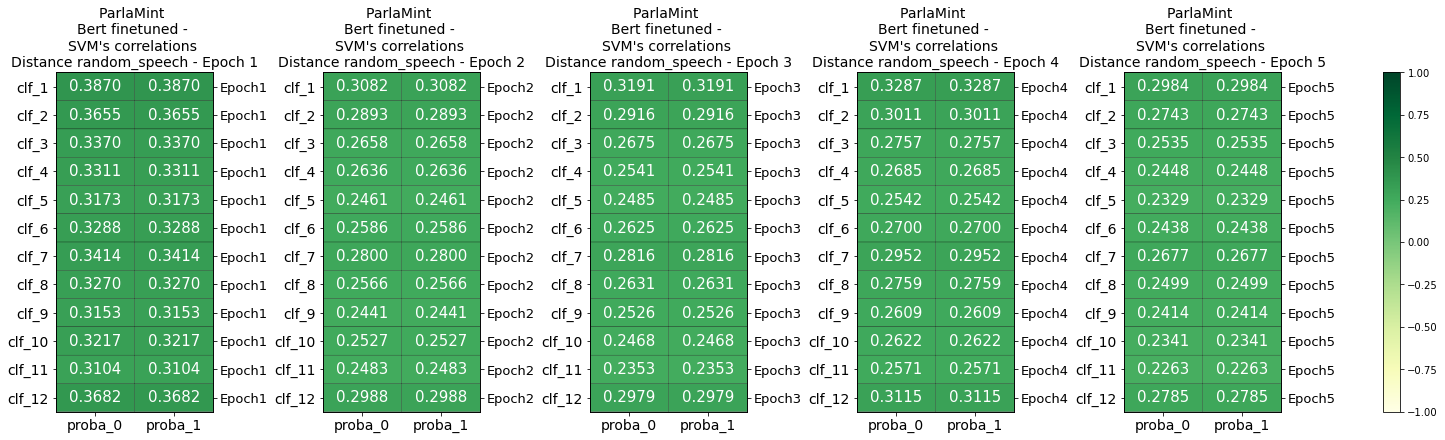 ParlaMint
Bert finetuned -
SVM's correlations
Distance random_speech - Epoch 1
clf_1 0.3870 0.3870 Epoch1
clf_2 0.3655 0.3655 Epoch1
clf_3 0.3370 0.3370 Epoch1
clf_4 0.3311 0.3311 Epoch1
clf_5 0.3173 0.3173 Epoch1
clf_6 0.3288 0.3288 Epoch1
clf_7 0.3414 0.3414 Epoch1
clf_8 0.3270 0.3270 Epoch1
clf_9 0.3153 0.3153 Epoch1
clf_10 0.3217 0.3217 Epoch1
clf_11 0.3104 0.3104 Epoch1
clf_12 0.3682 0.3682 Epoch1
proba_0 proba_1
ParlaMint
Bert finetuned -
SVM's correlations
Distance random_speech - Epoch 2
clf_1 0.3082 0.3082 Epoch2
clf_2 0.2893 0.2893 Epoch2
clf_3 0.2658 0.2658 Epoch2
clf_4 0.2636 0.2636 Epoch2
clf_5 0.2461 0.2461 Epoch2
clf_6 0.2586 0.2586 Epoch2
clf_7 0.2800 0.2800 Epoch2
clf_8 0.2566 0.2566 Epoch2
clf_9 0.2441 0.2441 Epoch2
clf_10 0.2527 0.2527 Epoch2
clf_11 0.2483 0.2483 Epoch2
clf_12 0.2988 0.2988 Epoch2
proba_0 proba_1
ParlaMint
Bert finetuned -
SVM's correlations
Distance random_speech - Epoch 3
clf_1 0.3191 0.3191 Epoch3
clf_2 0.2916 0.2916 Epoch3
clf_3 0.2675 0.2675 Epoch3
clf_4 0.2541 0.2541 Epoch3
clf_5 0.2485 0.2485 Epoch3
clf_6 0.2625 0.2625 Epoch3
clf_7 0.2816 0.2816 Epoch3
clf_8 0.2631 0.2631 Epoch3
clf_9 0.2526 0.2526 Epoch3
clf_10 0.2468 0.2468 Epoch3
clf_11 0.2353 0.2353 Epoch3
clf_12 0.2979 0.2979 Epoch3
proba_0 proba_1
ParlaMint
Bert finetuned -
SVM's correlations
Distance random_speech - Epoch 4
clf_1 0.3287 0.3287 Epoch4
clf_2 0.3011 0.3011 Epoch4
clf_3 0.2757 0.2757 Epoch4
clf_4 0.2685 0.2685 Epoch4
clf_5 0.2542 0.2542 Epoch4
clf_6 0.2700 0.2700 Epoch4
clf_7 0.2952 0.2952 Epoch4
clf_8 0.2759 0.2759 Epoch4
clf_9 0.2609 0.2609 Epoch4
clf_10 0.2622 0.2622 Epoch4
clf_11 0.2571 0.2571 Epoch4
clf_12 0.3115 0.3115 Epoch4
proba_0 proba_1
ParlaMint
Bert finetuned -
SVM's correlations
Distance random_speech - Epoch 5
clf_1 0.2984 0.2984 Epoch5
clf_2 0.2743 0.2743 Epoch5
clf_3 0.2535 0.2535 Epoch5
clf_4 0.2448 0.2448 Epoch5
clf_5 0.2329 0.2329 Epoch5
clf_6 0.2438 0.2438 Epoch5
clf_7 0.2677 0.2677 Epoch5
clf_8 0.2499 0.2499 Epoch5
clf_9 0.2414 0.2414 Epoch5
clf_10 0.2341 0.2341 Epoch5
clf_11 0.2263 0.2263 Epoch5
clf_12 0.2785 0.2785 Epoch5
proba_0 proba_1
1.00
0.75
0.50
0.25
0.00
−0.25
−0.50
−0.75
−1.00